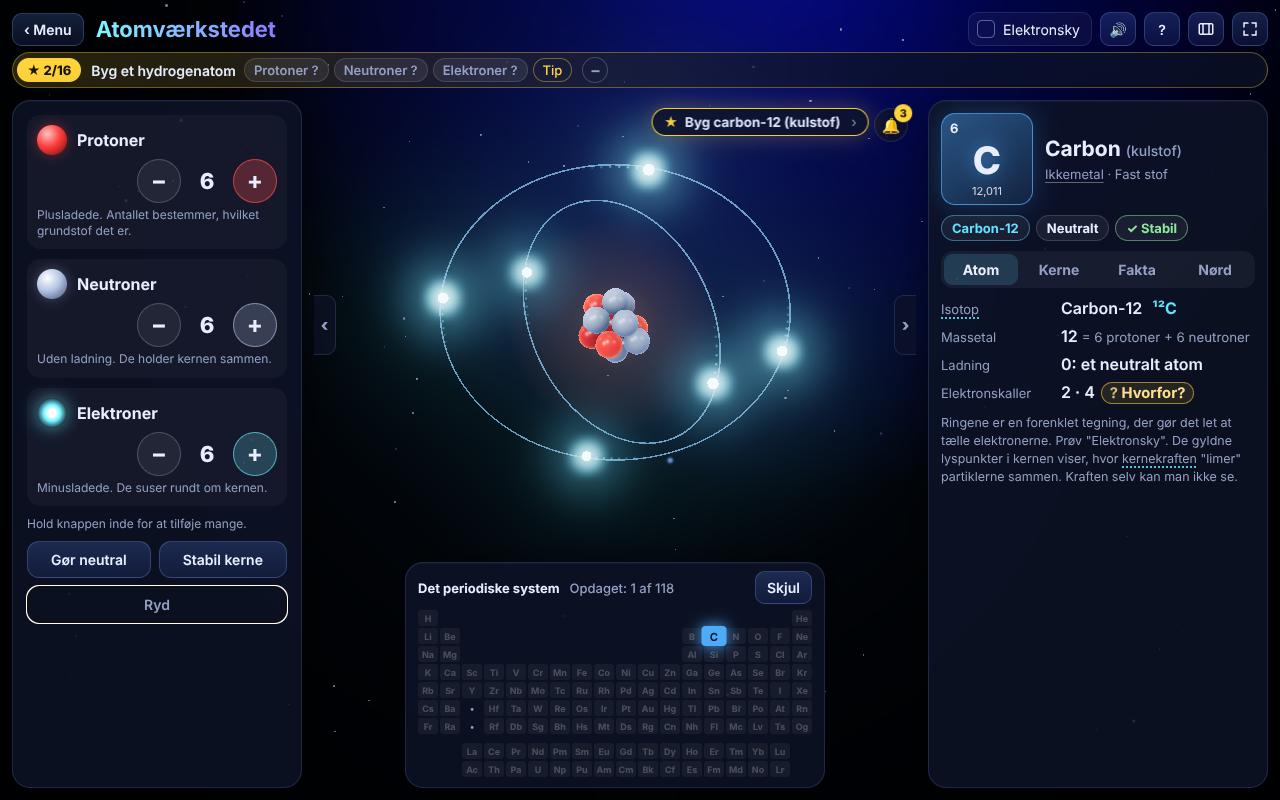 ‹ Menu
Atomværkstedet
Elektronsky
?
★ 2/16
Byg et hydrogenatom
Protoner ?
Neutroner ?
Elektroner ?
Tip
–
Protoner
– 6 +
Plusladede. Antallet bestemmer, hvilket
grundstof det er.
Neutroner
– 6 +
Uden ladning. De holder kernen sammen.
Elektroner
– 6 +
Minusladede. De suser rundt om kernen.
Hold knappen inde for at tilføje mange.
Gør neutral
Stabil kerne
Ryd
★ Byg carbon-12 (kulstof) ›
3
‹
›
Det periodiske system
Opdaget: 1 af 118
Skjul
H He
Li Be B C N O F Ne
Na Mg Al Si P S Cl Ar
K Ca Sc Ti V Cr Mn Fe Co Ni Cu Zn Ga Ge As Se Br Kr
Rb Sr Y Zr Nb Mo Tc Ru Rh Pd Ag Cd In Sn Sb Te I Xe
Cs Ba • Hf Ta W Re Os Ir Pt Au Hg Tl Pb Bi Po At Rn
Fr Ra • Rf Db Sg Bh Hs Mt Ds Rg Cn Nh Fl Mc Lv Ts Og
La Ce Pr Nd Pm Sm Eu Gd Tb Dy Ho Er Tm Yb Lu
Ac Th Pa U Np Pu Am Cm Bk Cf Es Fm Md No Lr
6
C
12,011
Carbon (kulstof)
Ikkemetal · Fast stof
Carbon-12
Neutralt
✓ Stabil
Atom
Kerne
Fakta
Nørd
Isotop Carbon-12 ¹²C
Massetal 12 = 6 protoner + 6 neutroner
Ladning 0: et neutralt atom
Elektronskaller 2 · 4 ? Hvorfor?
Ringene er en forenklet tegning, der gør det let at
tælle elektronerne. Prøv "Elektronsky". De gyldne
lyspunkter i kernen viser, hvor kernekraften "limer"
partiklerne sammen. Kraften selv kan man ikke se.